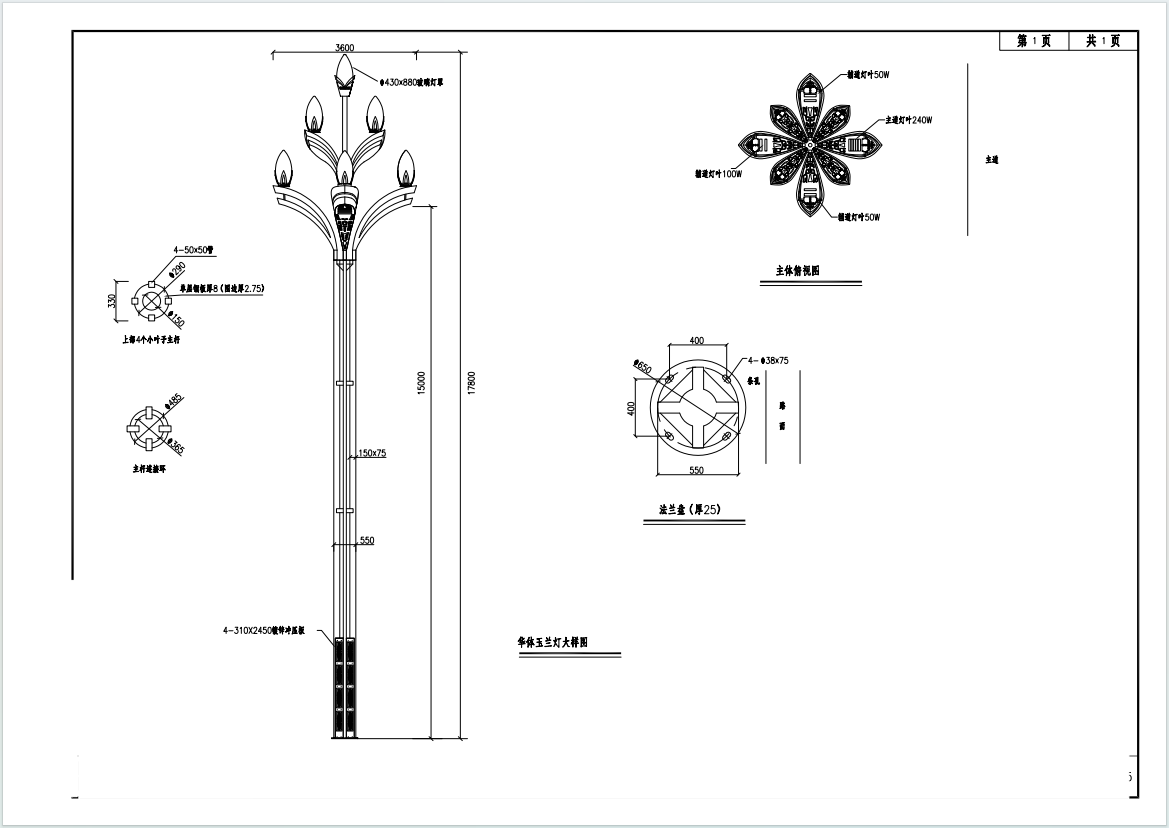 第 1 页
共 1 页
3600
Φ430x880玻璃灯罩
辅道灯叶50W
主道灯叶240W
主道
辅道灯叶100W
辅道灯叶50W
主体俯视图
4-50x50管
Φ290
单层钢板厚8（圆边厚2.75）
330
Φ150
上部4个小叶子主杆
400
Φ650
4-Φ38x75
条孔
路
面
400
550
法兰盘（厚25）
15000
17800
Φ485
Φ365
主杆连接环
150x75
550
4-310X2450镀锌冲压板
华体玉兰灯大样图